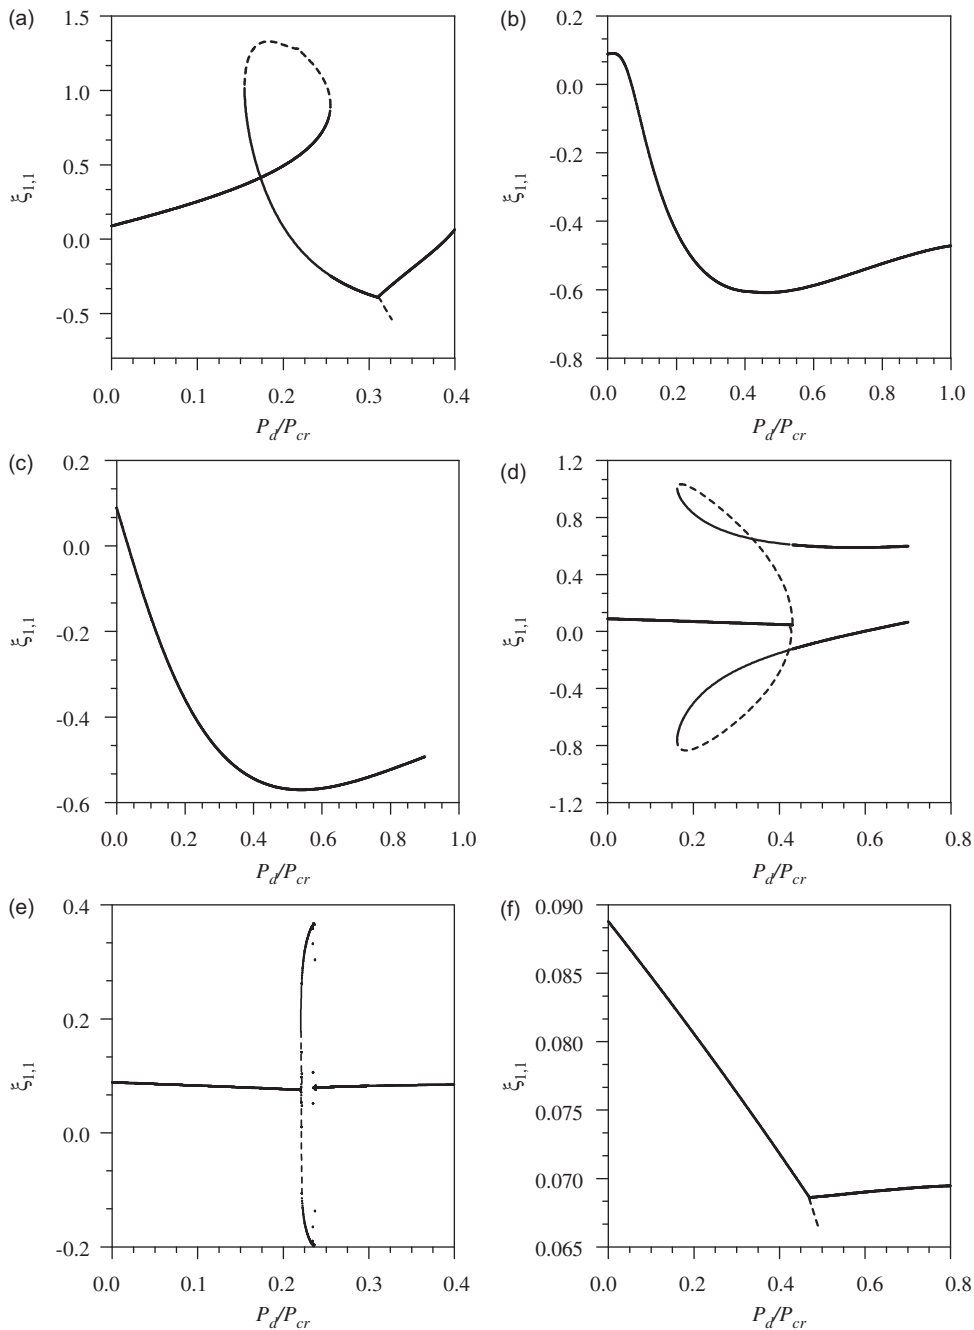 (a)
1.5
1.0
0.5
0.0
-0.5
ξ1,1
0.0 0.1 0.2 0.3 0.4
Pd/Pcr
(b)
0.2
0.0
-0.2
-0.4
-0.6
-0.8
ξ1,1
0.0 0.2 0.4 0.6 0.8 1.0
Pd/Pcr
(c)
0.2
0.0
-0.2
-0.4
-0.6
ξ1,1
0.0 0.2 0.4 0.6 0.8 1.0
Pd/Pcr
(d)
1.2
0.8
0.4
0.0
-0.4
-0.8
-1.2
ξ1,1
0.0 0.2 0.4 0.6 0.8
Pd/Pcr
(e)
0.4
0.2
0.0
-0.2
ξ1,1
0.0 0.1 0.2 0.3 0.4
Pd/Pcr
(f)
0.090
0.085
0.080
0.075
0.070
0.065
ξ1,1
0.0 0.2 0.4 0.6 0.8
Pd/Pcr